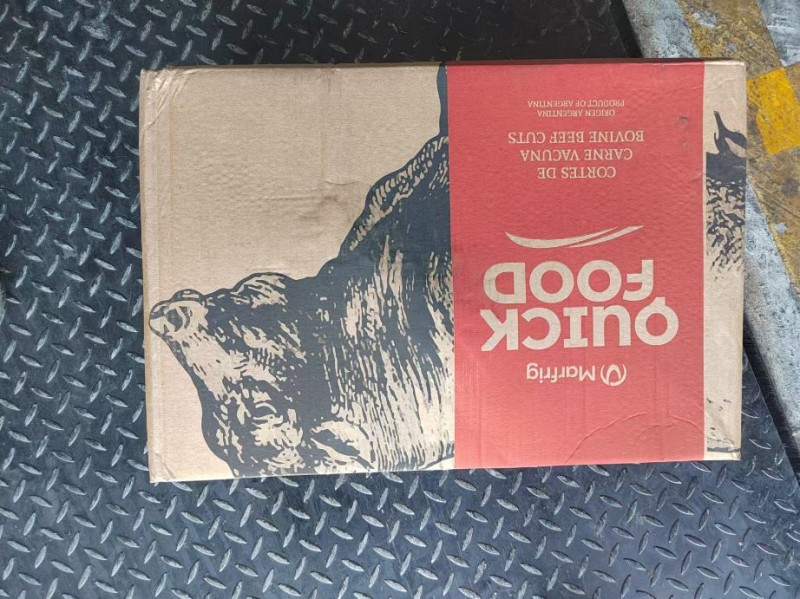 Marfrig
QUICK
FOOD
CORTES DE
CARNE VACUNA
BOVINE BEEF CUTS
ORIGEN ARGENTINA
PRODUCT OF ARGENTINA